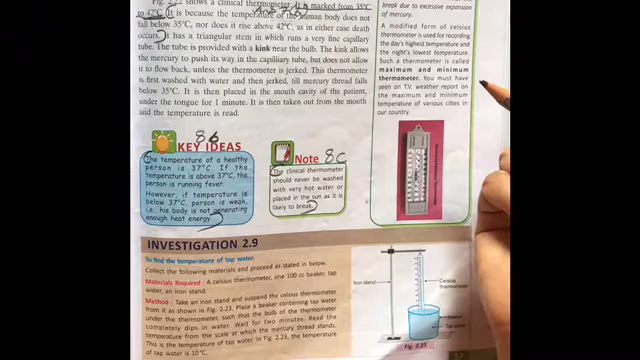 Fig. 2.22 shows a clinical thermometer. It is marked from 35°C
to 42°C. It is because the temperature of the human body does not
fall below 35°C, nor does it rise above 42°C, as in either case death
occurs. It has a triangular stem in which runs a very fine capillary
tube. The tube is provided with a kink near the bulb. The kink allows
the mercury to push its way in the capillary tube, but does not allow
it to flow back, unless the thermometer is jerked. This thermometer
is first washed with water and then jerked, till mercury thread falls
below 35°C. It is then placed in the mouth cavity of the patient,
under the tongue for 1 minute. It is then taken out from the mouth
and the temperature is read.
break due to excessive expansion
of mercury.
A modified form of celsius
thermometer is used for recording
the day's highest temperature and
the night's lowest temperature.
Such a thermometer is called
maximum and minimum
thermometer. You must have
seen on T.V. weather report on
the maximum and minimum
temperature of various cities in
our country.
8b
KEY IDEAS
The temperature of a healthy
person is 37°C. If the
temperature is above 37°C, the
person is running fever.
However, if temperature is
below 37°C, person is weak,
i.e., his body is not generating
enough heat energy.
Note 8C
The clinical thermometer
should never be washed
with very hot water or
placed in the sun as it is
likely to break.
INVESTIGATION 2.9
To find the temperature of tap water.
Collect the following materials and proceed as stated in below.
Materials Required : A celsius thermometer, one 100 cc beaker, tap
water, an iron stand.
Method : Take an iron stand and suspend the celsius thermometer
from it as shown in Fig. 2.23. Place a beaker containing tap water
under the thermometer, such that the bulb of the thermometer
completely dips in water. Wait for two minutes. Read the
temperature from the scale at which the mercury thread stands.
This is the temperature of tap water. In Fig. 2.23, the temperature
of tap water is 10°C.
Iron stand
Celsius
thermometer
Beaker
Tap water
Fig. 2.23